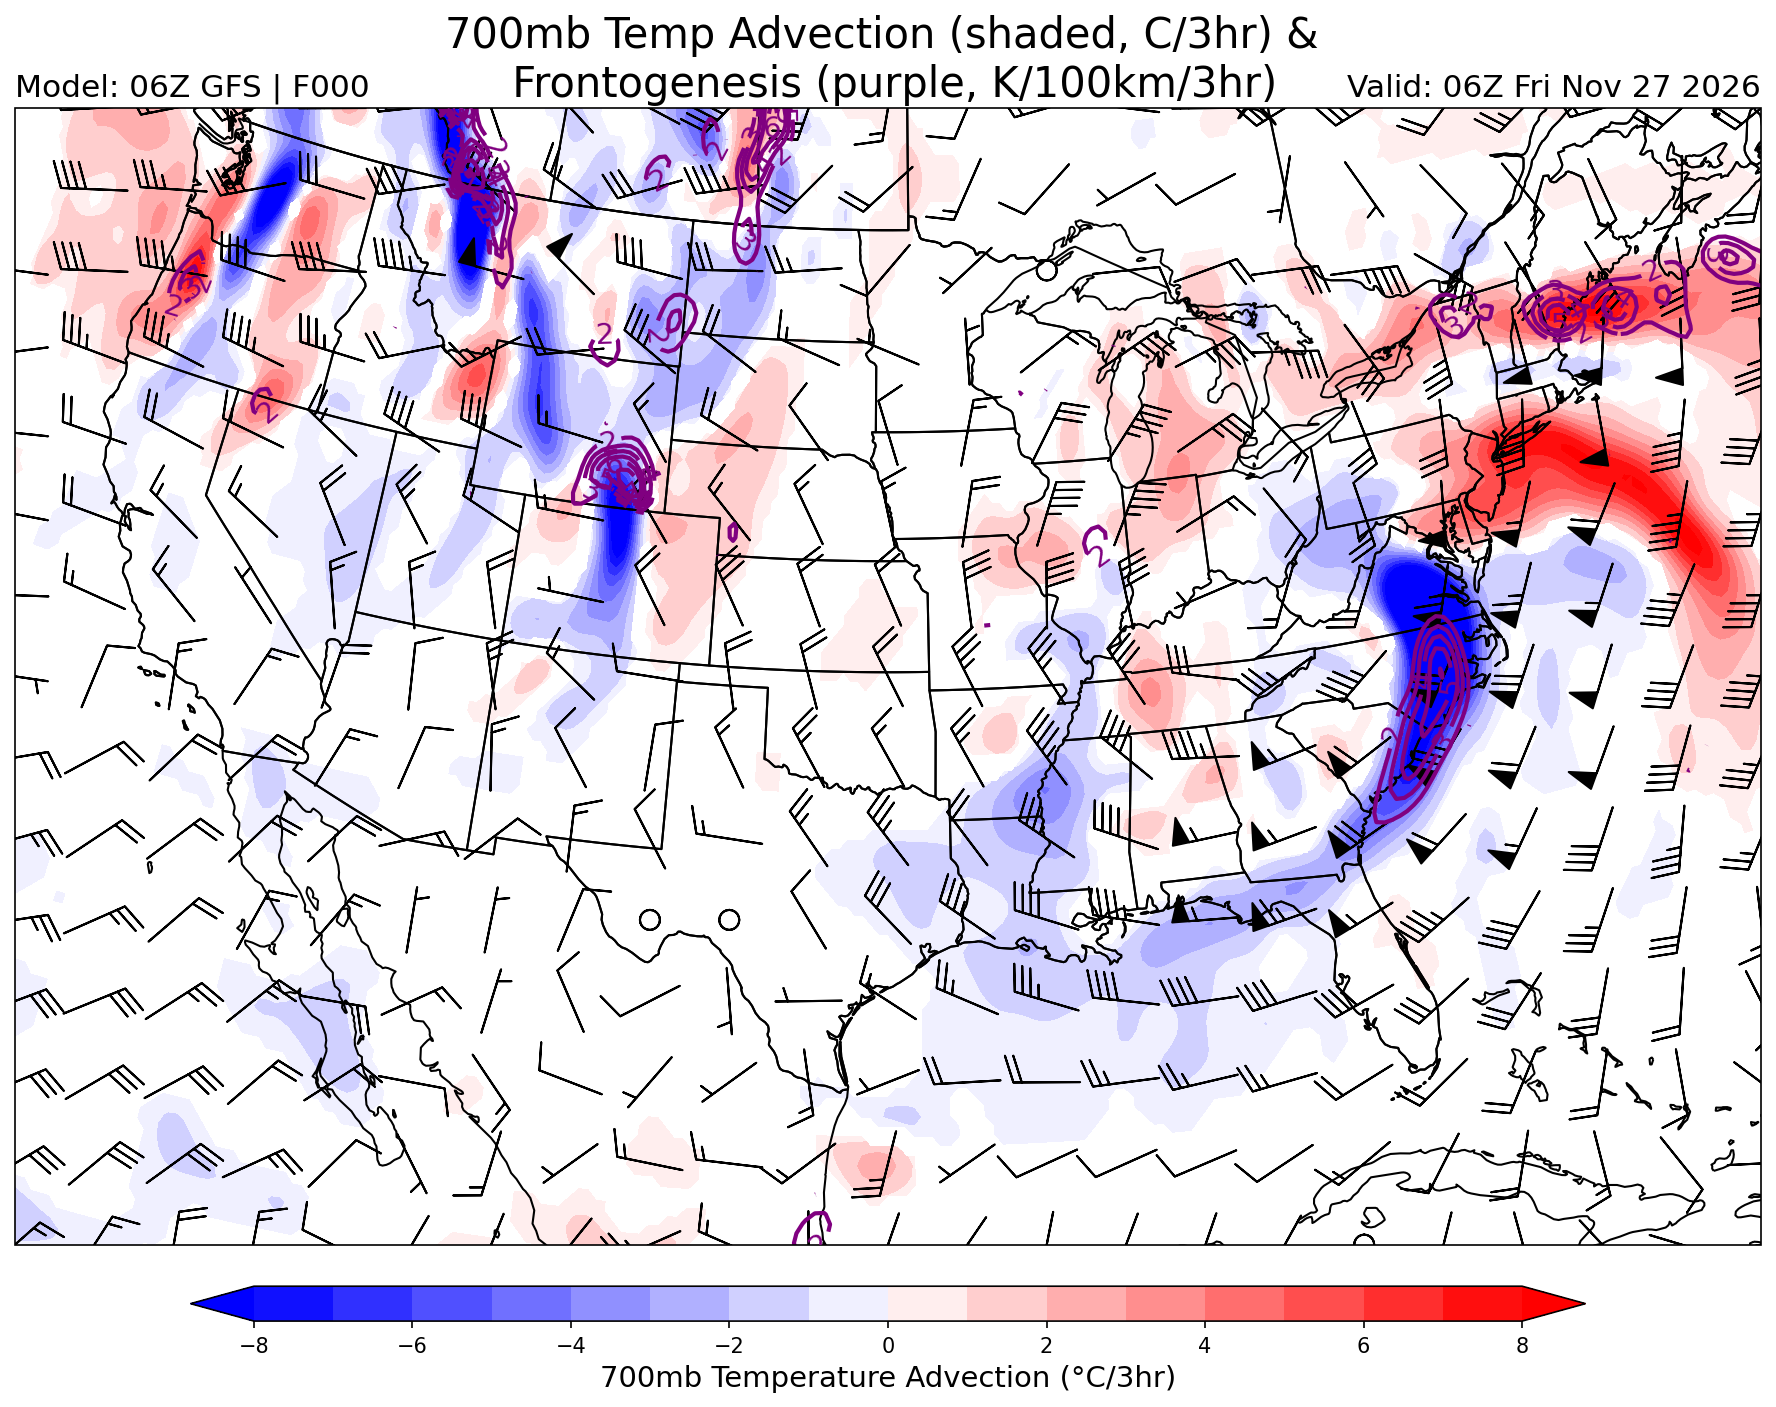 700mb Temp Advection (shaded, C/3hr) &
Model: 06Z GFS | F000
Frontogenesis (purple, K/100km/3hr)
Valid: 06Z Fri Nov 27 2026
−8
−6
−4
−2
0
2
4
6
8
700mb Temperature Advection (°C/3hr)